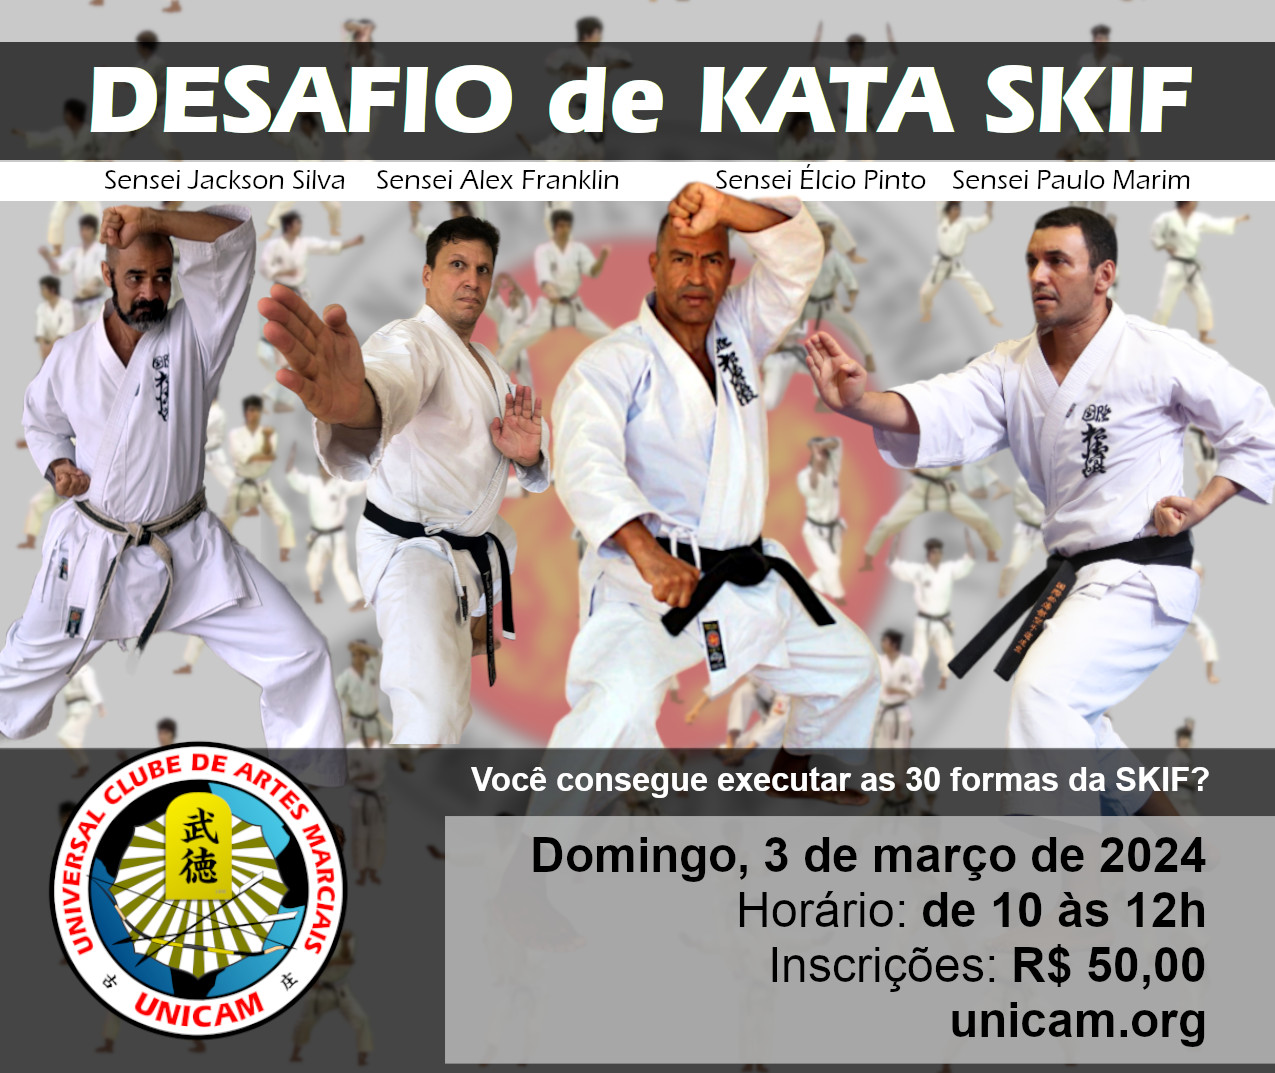 DESAFIO de KATA SKIF
Sensei Jackson Silva Sensei Alex Franklin Sensei Élcio Pinto Sensei Paulo Marim
Você consegue executar as 30 formas da SKIF?
Domingo, 3 de março de 2024
Horário: de 10 às 12h
Inscrições: R$ 50,00
unicam.org
UNIVERSAL CLUBE DE ARTES MARCIAIS
武徳
古 庄
UNICAM